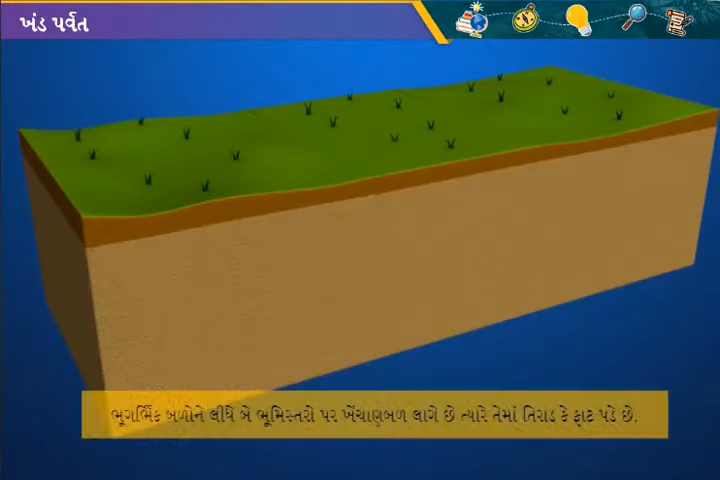 ખંડ પર્વત
ભૂગર્ભિક બળોને લીધે બે ભૂમિસ્તરો પર ખેંચાણબળ લાગે છે ત્યારે તેમાં તિરાડ કે ફાટ પડે છે.